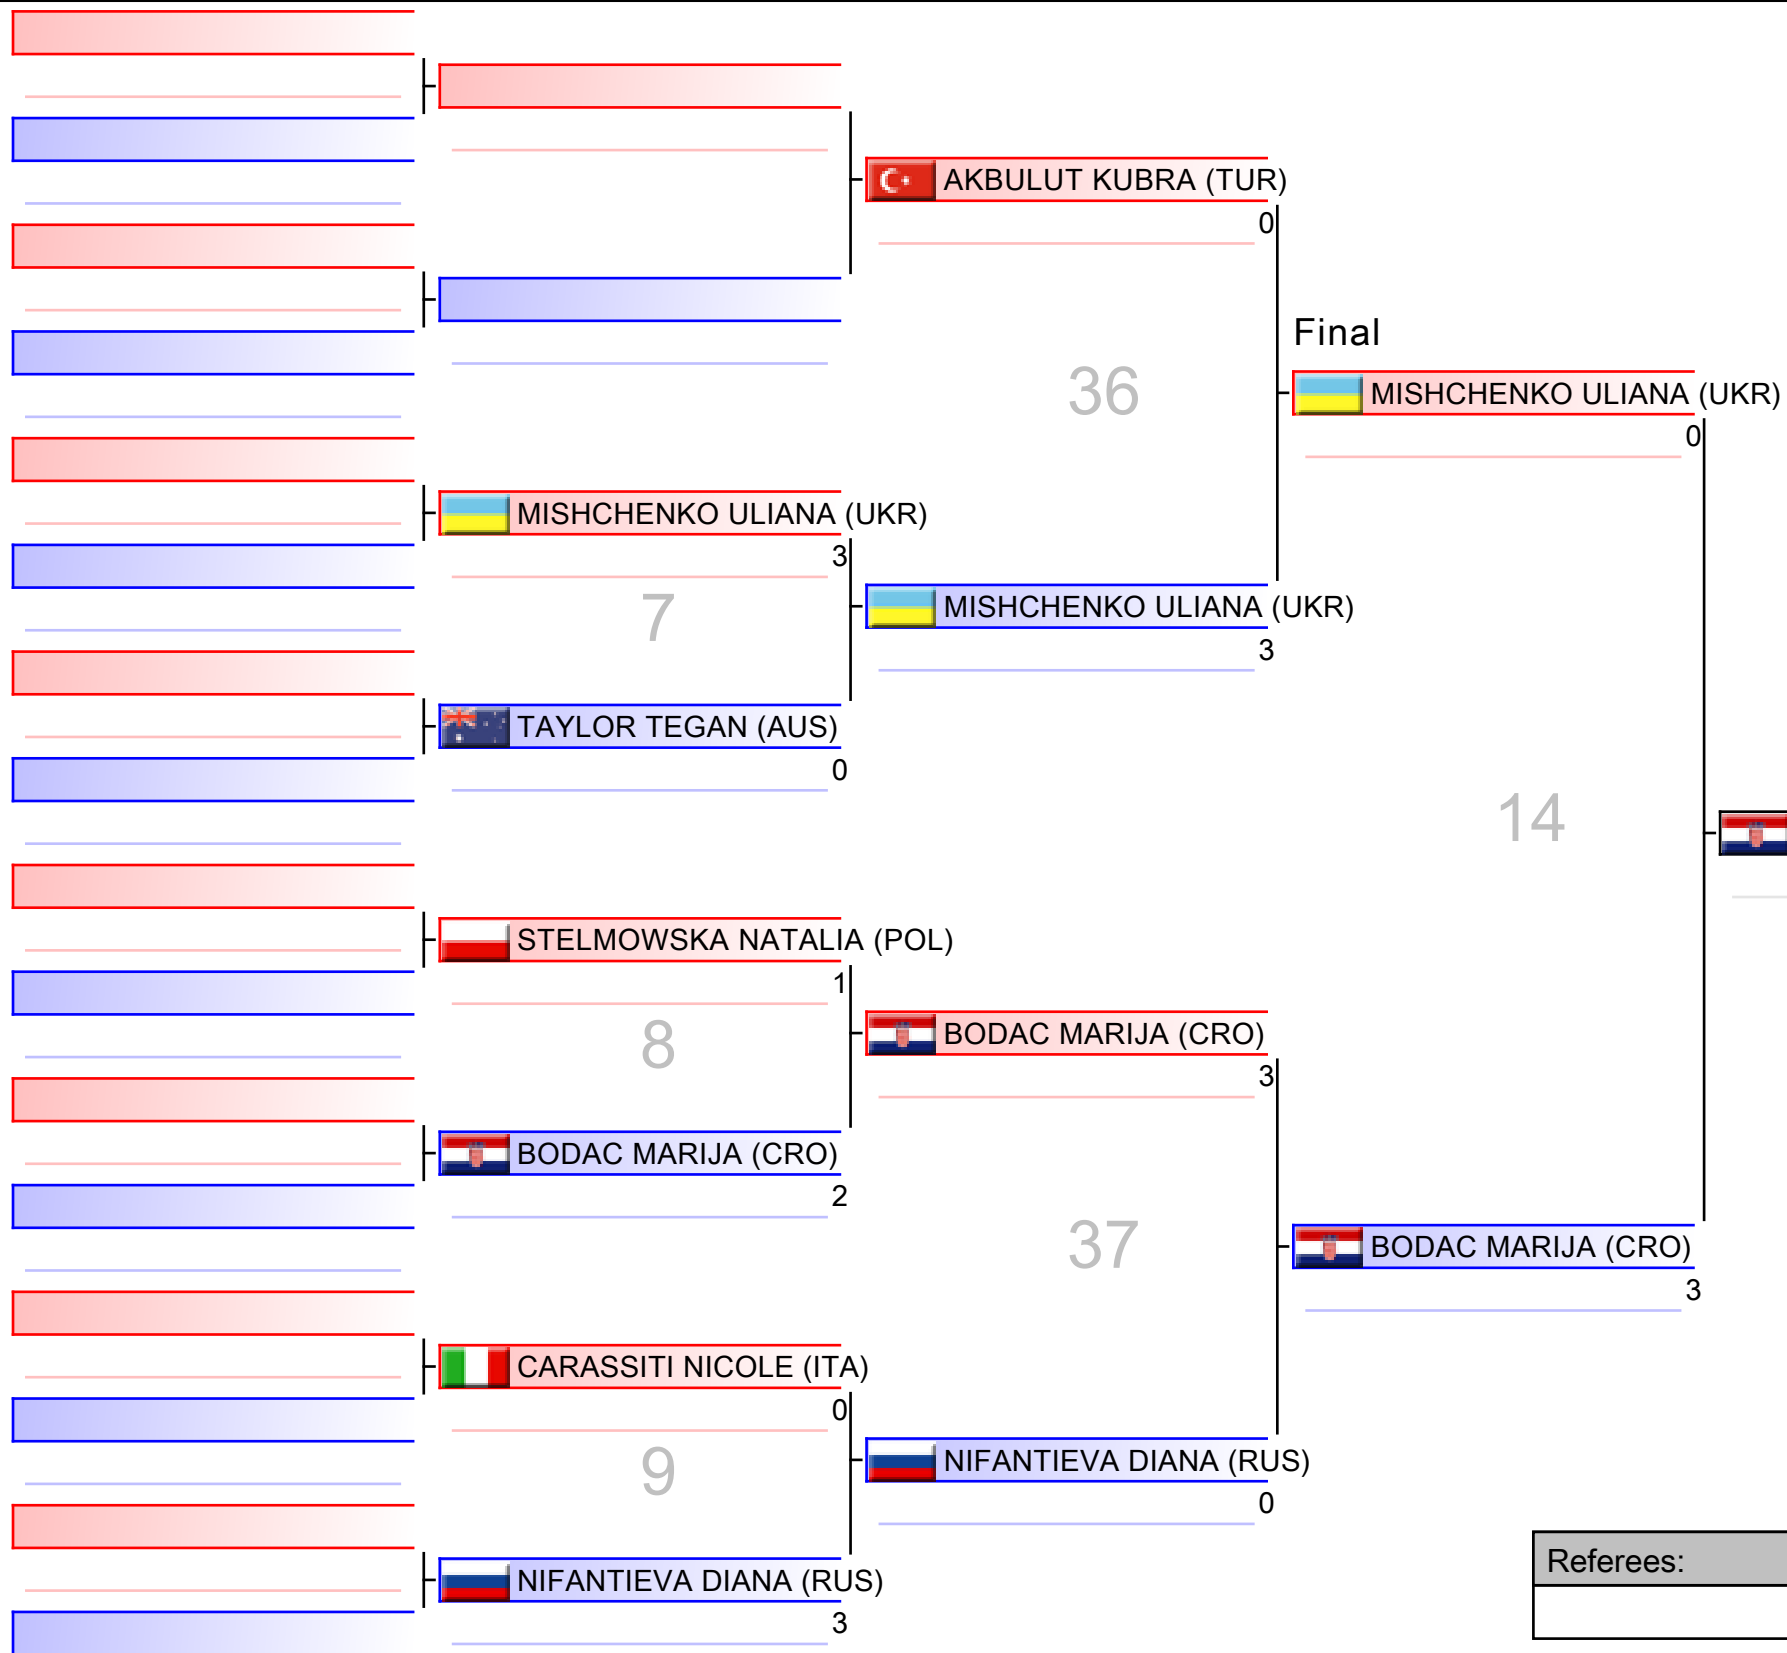 AKBULUT KUBRA (TUR)
0
Final
36
MISHCHENKO ULIANA (UKR)
0
MISHCHENKO ULIANA (UKR)
3
7
MISHCHENKO ULIANA (UKR)
3
TAYLOR TEGAN (AUS)
0
14
STELMOWSKA NATALIA (POL)
1
8
BODAC MARIJA (CRO)
3
BODAC MARIJA (CRO)
2
37
BODAC MARIJA (CRO)
3
CARASSITI NICOLE (ITA)
0
9
NIFANTIEVA DIANA (RUS)
0
NIFANTIEVA DIANA (RUS)
3
Referees: